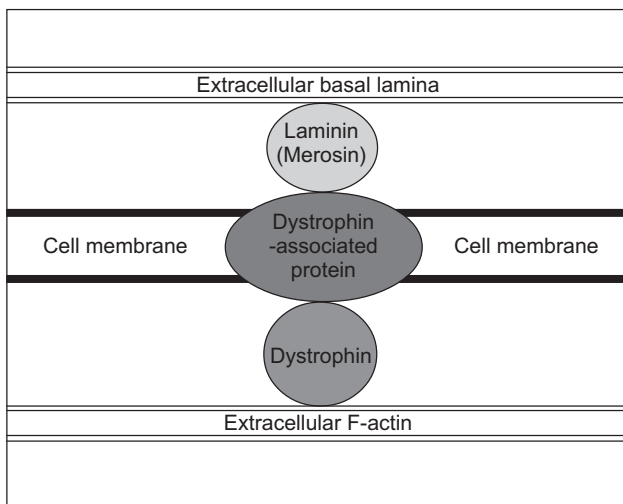 Extracellular basal lamina
Laminin
(Merosin)
Dystrophin
-associated
protein
Cell membrane
Cell membrane
Dystrophin
Extracellular F-actin